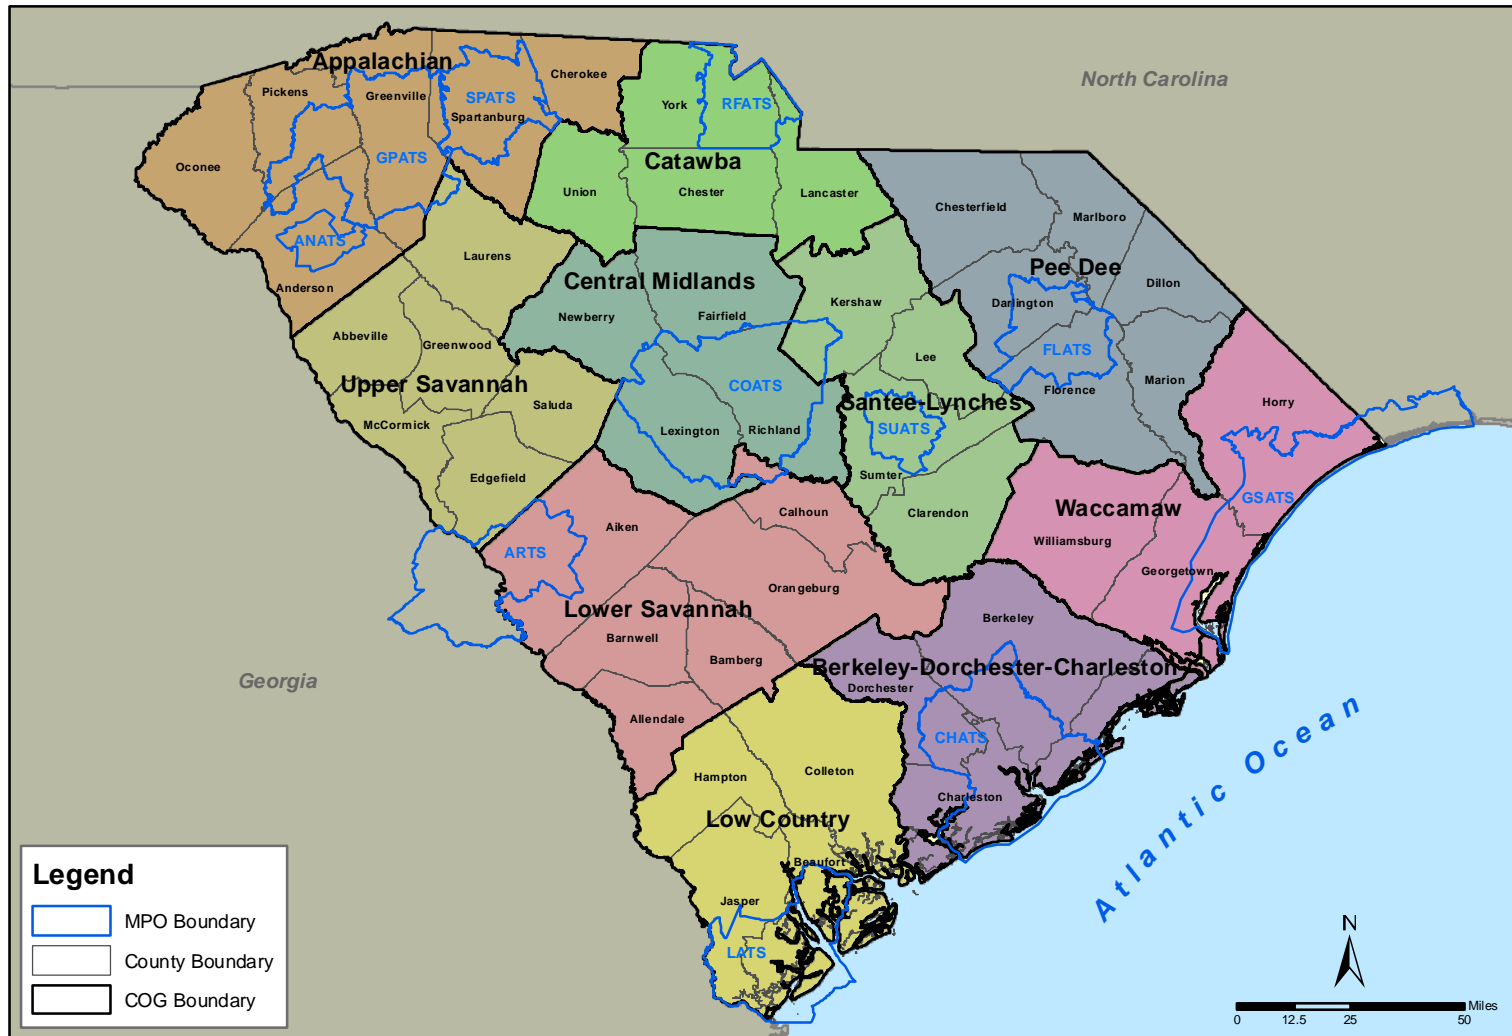 Appalachian
North Carolina
Cherokee
Pickens
Greenville
SPATS
Spartanburg
York
RFATS
Oconee
GPATS
Catawba
Union
Chester
Lancaster
Chesterfield
Marlboro
ANATS
Laurens
Pee Dee
Anderson
Central Midlands
Kershaw
Darlington
Dillon
Newberry
Fairfield
Abbeville
Greenwood
Lee
FLATS
Upper Savannah
COATS
Florence
Marion
Saluda
Santee-Lynches
Horry
McCormick
Lexington
Richland
SUATS
Edgefield
Sumter
GSATS
Waccamaw
Aiken
Calhoun
Clarendon
Williamsburg
ARTS
Georgetown
Orangeburg
Lower Savannah
Barnwell
Bamberg
Berkeley
Berkeley-Dorchester-Charleston
Georgia
Dorchester
Allendale
CHATS
Hampton
Colleton
Charleston
Low Country
Beaufort
Jasper
LATS
Atlantic Ocean
Legend
MPO Boundary
County Boundary
COG Boundary
N
Miles
0 12.5 25 50